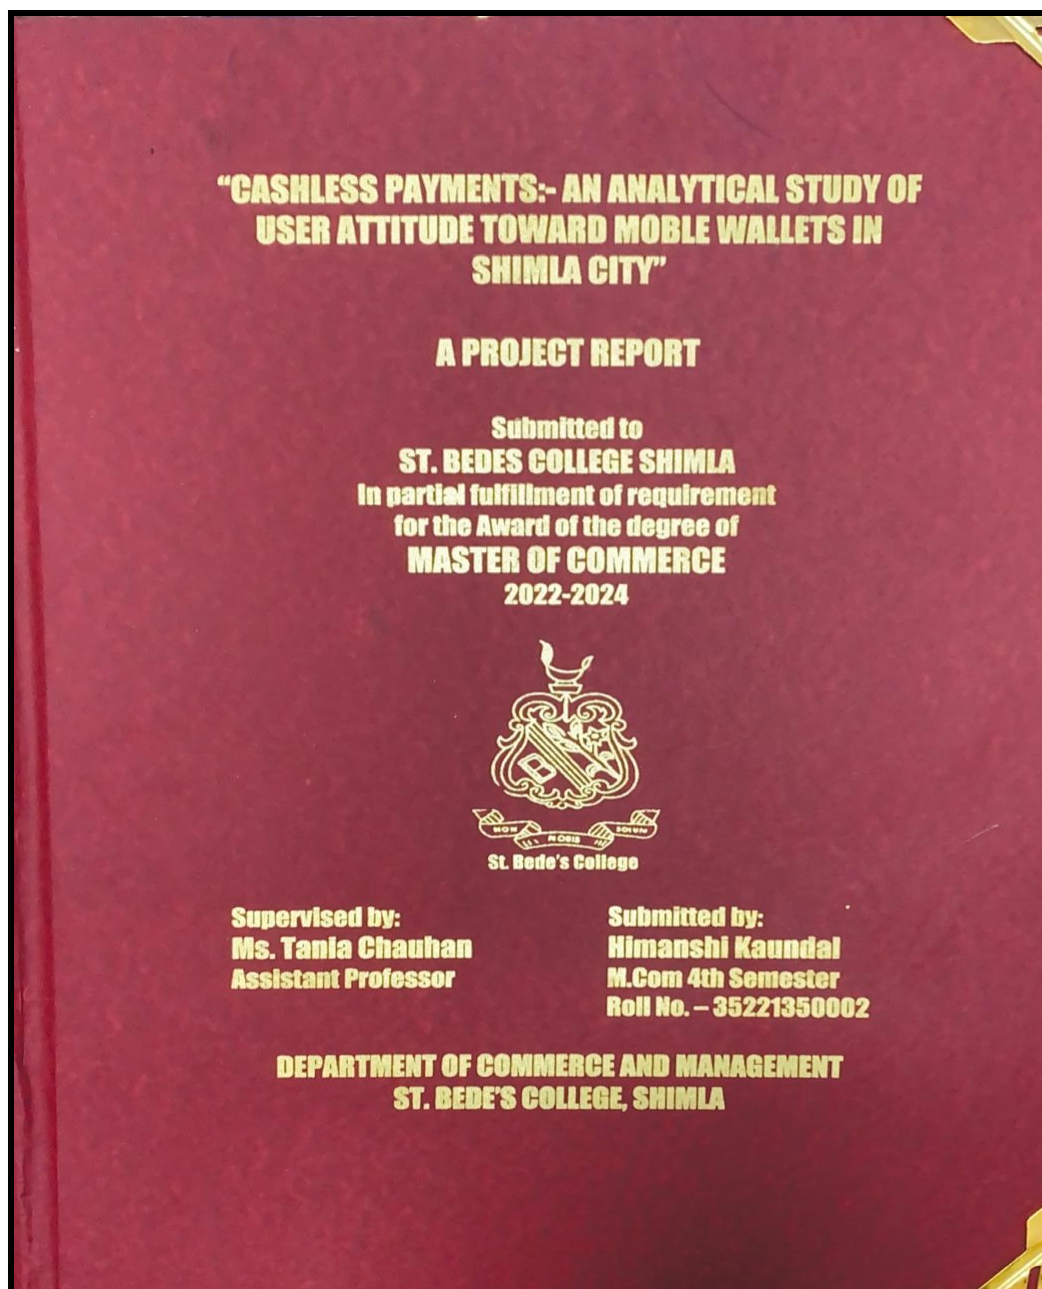 “CASHLESS PAYMENTS:- AN ANALYTICAL STUDY OF
USER ATTITUDE TOWARD MOBLE WALLETS IN
SHIMLA CITY”
A PROJECT REPORT
Submitted to
ST. BEDES COLLEGE SHIMLA
In partial fulfillment of requirement
for the Award of the degree of
MASTER OF COMMERCE
2022-2024
NON NOBIS SOLUM
St. Bede's College
Supervised by:
Ms. Tania Chauhan
Assistant Professor
Submitted by:
Himanshi Kaundal
M.Com 4th Semester
Roll No. – 35221350002
DEPARTMENT OF COMMERCE AND MANAGEMENT
ST. BEDE'S COLLEGE, SHIMLA